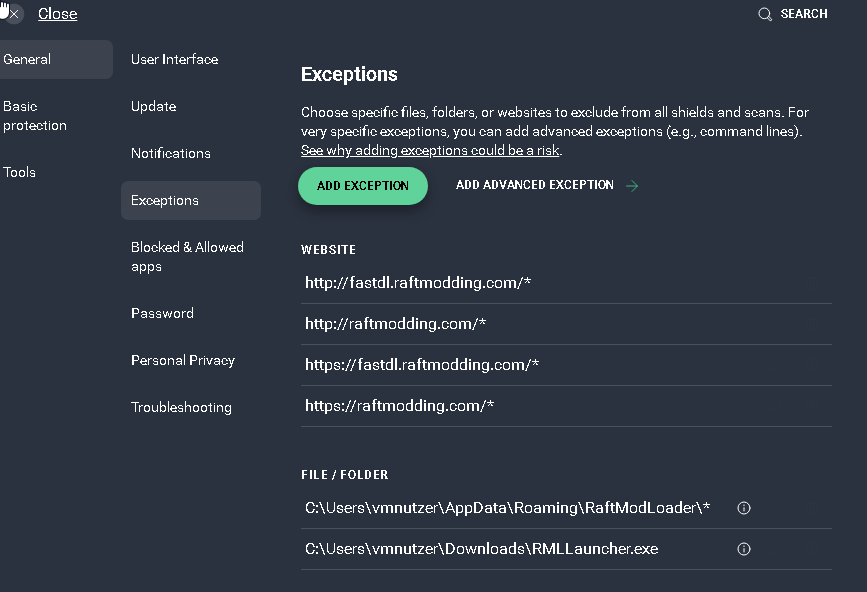 Close
SEARCH
General
Basic
protection
Tools
User Interface
Update
Notifications
Exceptions
Blocked & Allowed
apps
Password
Personal Privacy
Troubleshooting
Exceptions
Choose specific files, folders, or websites to exclude from all shields and scans. For
very specific exceptions, you can add advanced exceptions (e.g., command lines).
See why adding exceptions could be a risk.
ADD EXCEPTION
ADD ADVANCED EXCEPTION
WEBSITE
http://fastdl.raftmodding.com/*
http://raftmodding.com/*
https://fastdl.raftmodding.com/*
https://raftmodding.com/*
FILE / FOLDER
C:\Users\vmnutzer\AppData\Roaming\RaftModLoader\*
C:\Users\vmnutzer\Downloads\RMLLauncher.exe